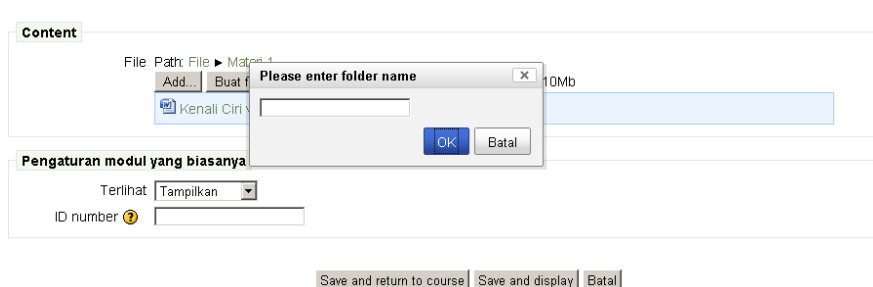 Content
File Path: File ► Materi 1
Add... Buat f
10Mb
Kenali Ciri
Please enter folder name
OK Batal
Pengaturan modul yang biasanya
Terlihat Tampilkan
ID number
Save and return to course Save and display Batal